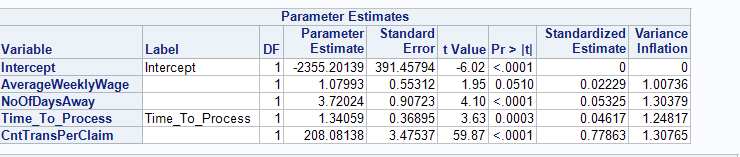 Parameter Estimates
Variable Label DF Parameter Estimate Standard Error t Value Pr > |t| Standardized Estimate Variance Inflation
Intercept Intercept 1 -2355.20139 391.45794 -6.02 <.0001 0 0
AverageWeeklyWage 1 1.07993 0.55312 1.95 0.0510 0.02229 1.00736
NoOfDaysAway 1 3.72024 0.90723 4.10 <.0001 0.05325 1.30379
Time_To_Process Time_To_Process 1 1.34059 0.36895 3.63 0.0003 0.04617 1.24817
CntTransPerClaim 1 208.08138 3.47537 59.87 <.0001 0.77863 1.30765